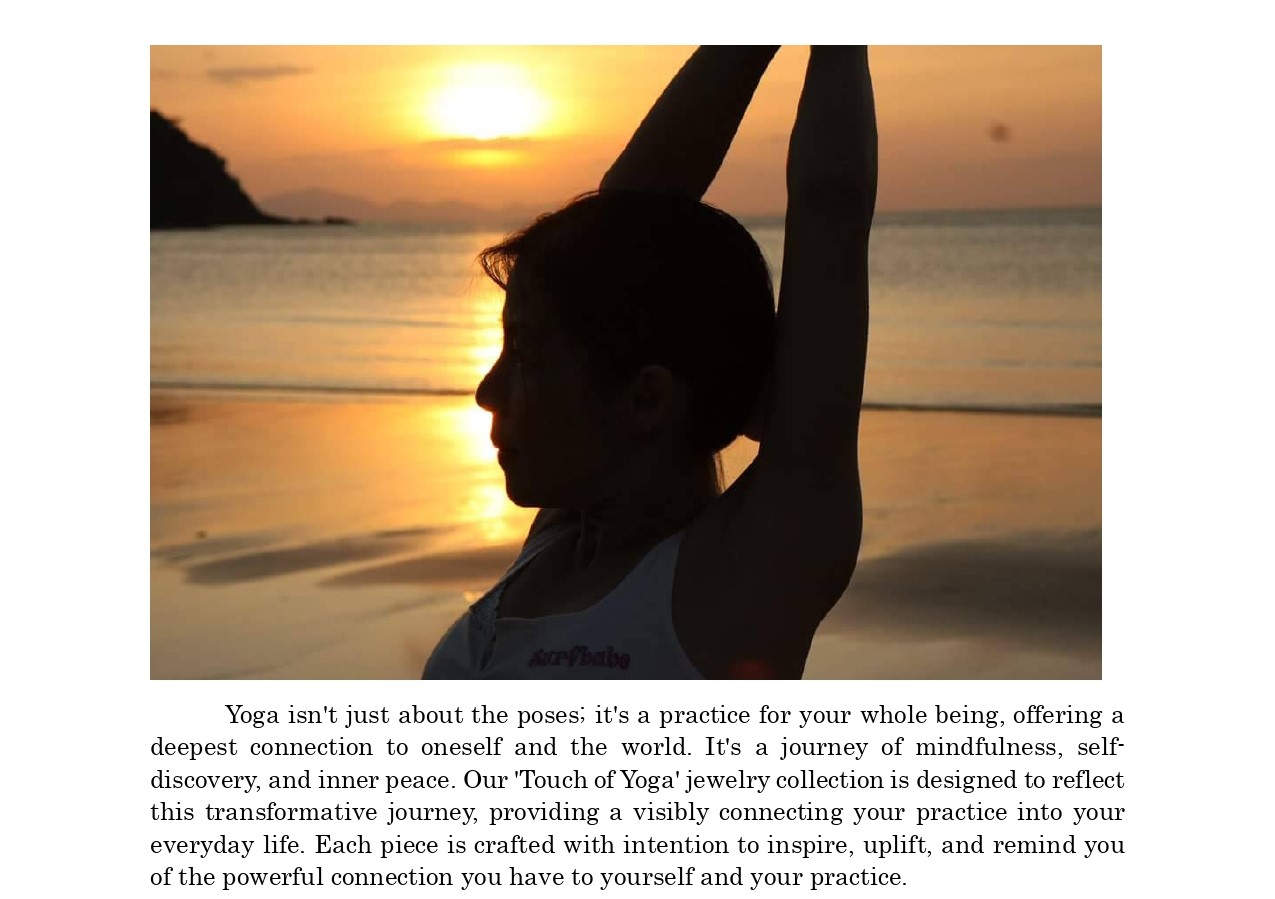 Surfbabe
Yoga isn't just about the poses; it's a practice for your whole being, offering a
deepest connection to oneself and the world. It's a journey of mindfulness, self-
discovery, and inner peace. Our 'Touch of Yoga' jewelry collection is designed to reflect
this transformative journey, providing a visibly connecting your practice into your
everyday life. Each piece is crafted with intention to inspire, uplift, and remind you
of the powerful connection you have to yourself and your practice.